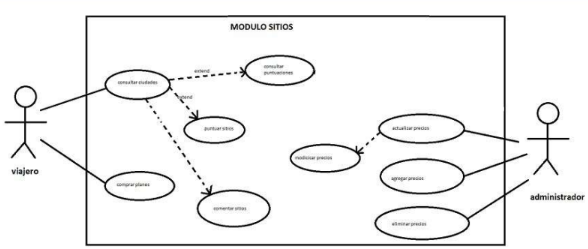 MODULO SITIOS
consultar ciudades
extend
consultar
puntuaciones
extend
puntuar sitios
actualizar precios
modicicar precios
viajero
comprar planes
agregar precios
administrador
comentar sitios
eliminar precios